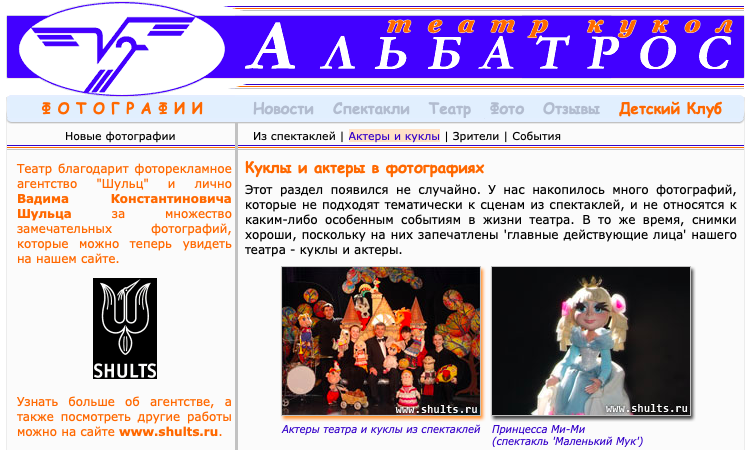 театр кукол
АЛЬБАТРОС
ФОТОГРАФИИ
Новости Спектакли Театр Фото Отзывы Детский Клуб
Новые фотографии
Из спектаклей | Актеры и куклы | Зрители | События
Театр благодарит фоторекламное
агентство "Шульц" и лично
Вадима Константиновича
Шульца за множество
замечательных фотографий,
которые можно теперь увидеть
на нашем сайте.
SHULTS
Узнать больше об агентстве, а
также посмотреть другие работы
можно на сайте www.shults.ru.
Куклы и актеры в фотографиях
Этот раздел появился не случайно. У нас накопилось много фотографий,
которые не подходят тематически к сценам из спектаклей, и не относятся к
каким-либо особенным событиям в жизни театра. В то же время, снимки
хороши, поскольку на них запечатлены 'главные действующие лица' нашего
театра - куклы и актеры.
www.shults.ru
www.shults.ru
Актеры театра и куклы из спектаклей
Принцесса Ми-Ми
(спектакль 'Маленький Мук')